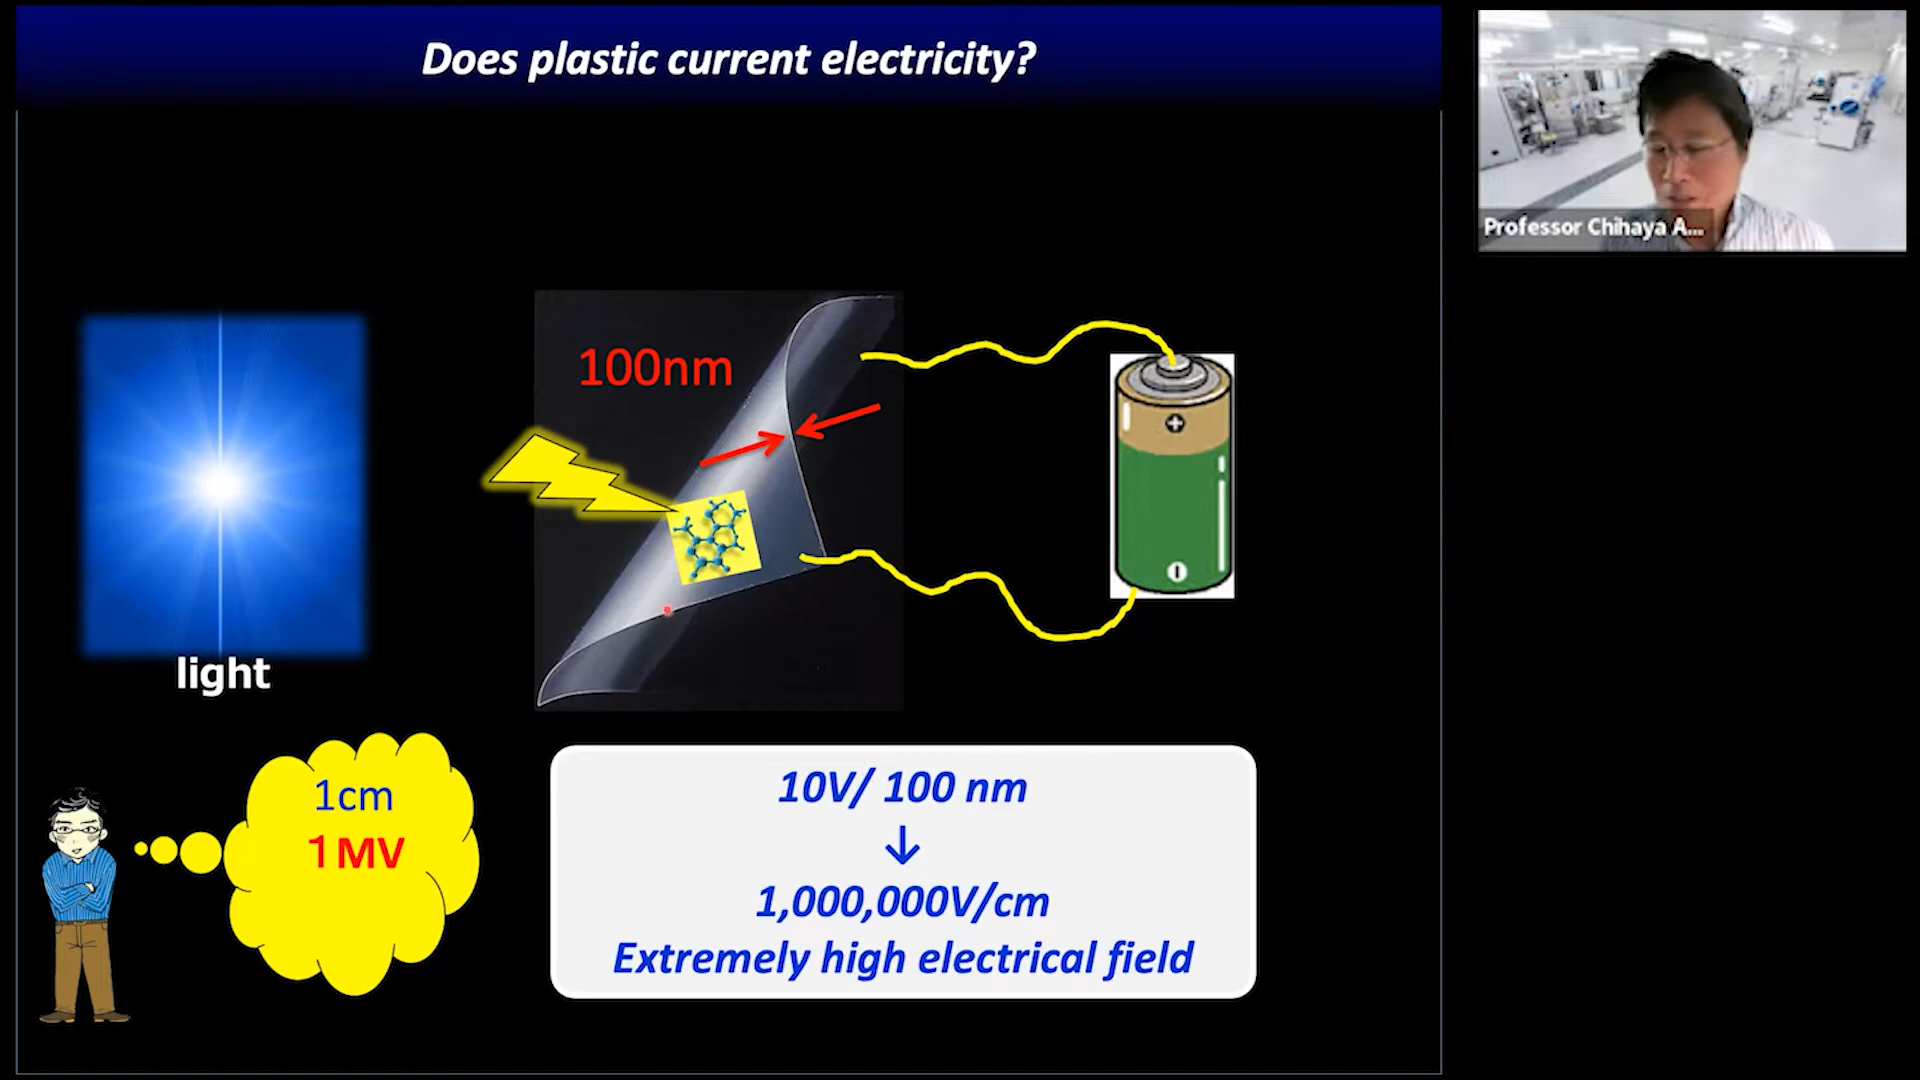 Does plastic current electricity?
Professor Chihaya A...
100nm
+
light
1cm
1MV
10V/ 100 nm
↓
1,000,000V/cm
Extremely high electrical field